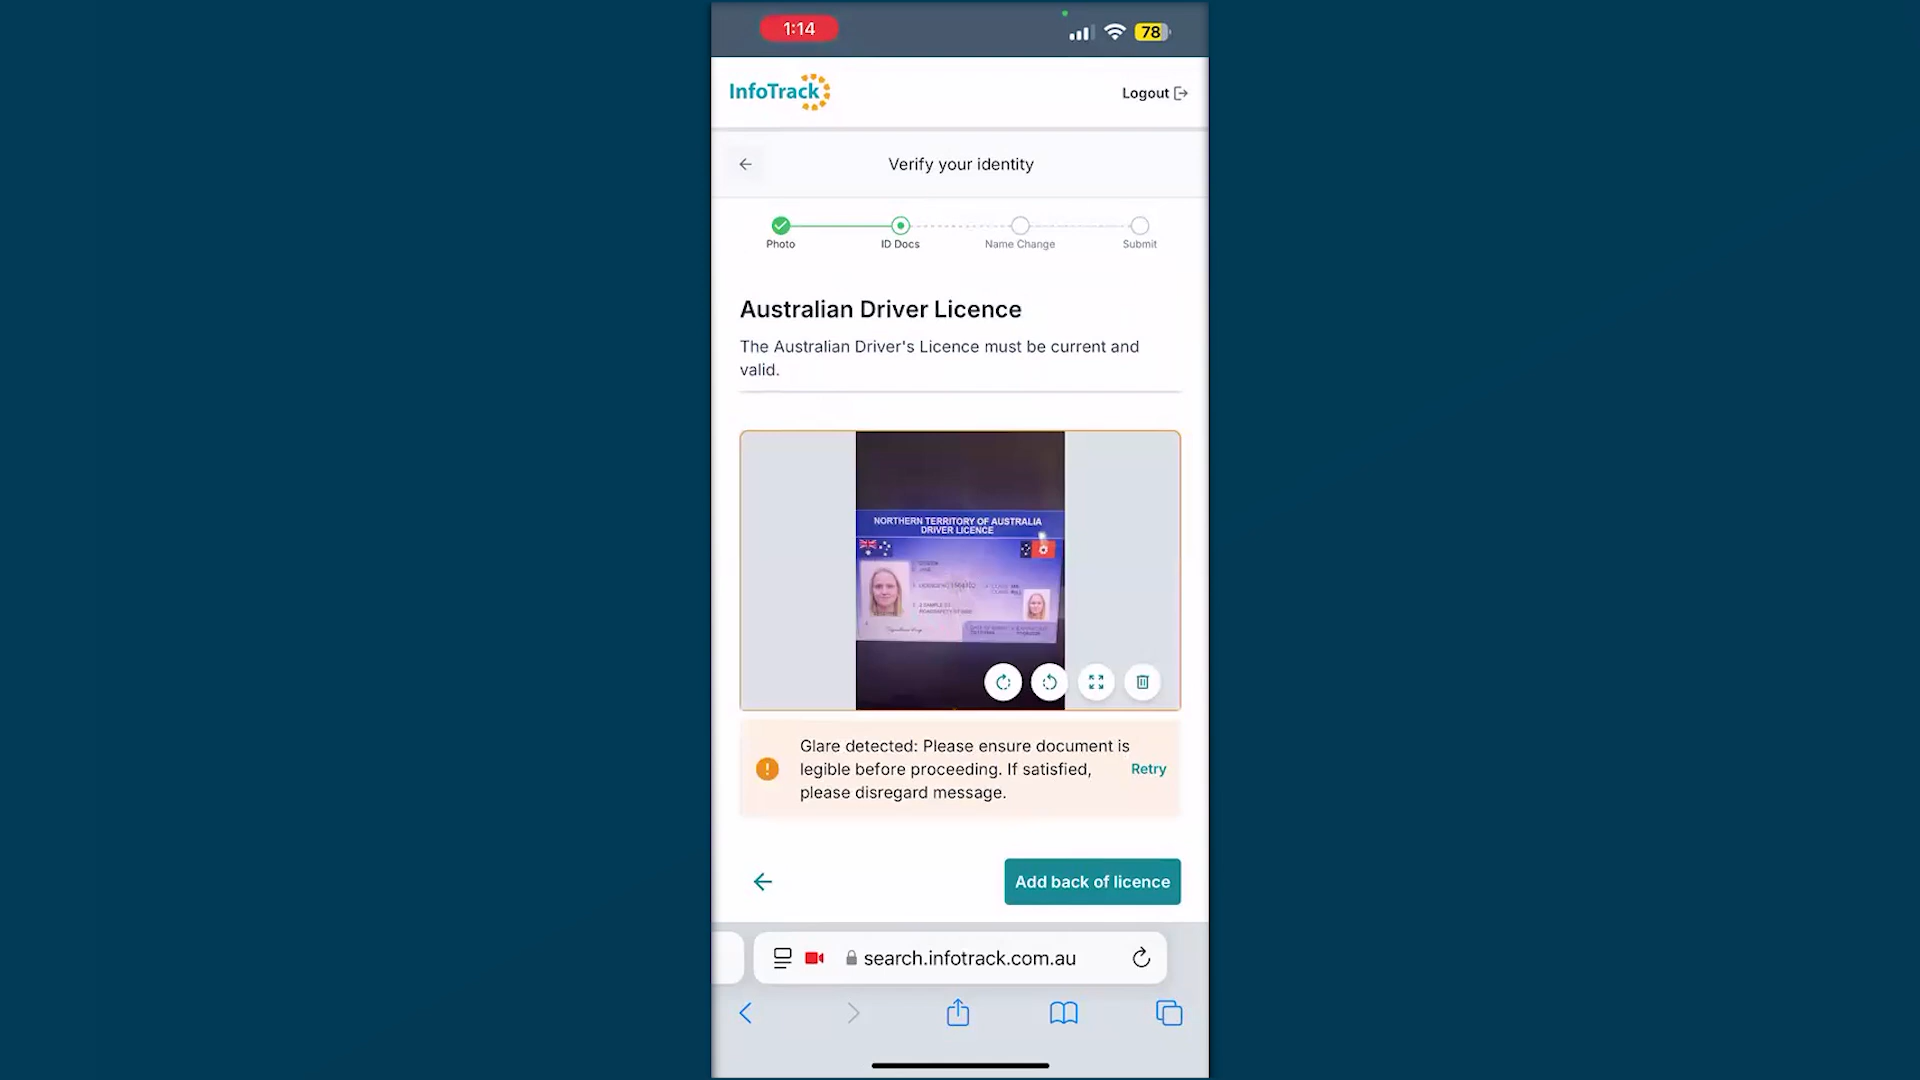 1:14
78
InfoTrack
Logout
Verify your identity
Photo
ID Docs
Name Change
Submit
Australian Driver Licence
The Australian Driver's Licence must be current and
valid.
NORTHERN TERRITORY OF AUSTRALIA
DRIVER LICENCE
Glare detected: Please ensure document is
legible before proceeding. If satisfied,
please disregard message.
Retry
Add back of licence
search.infotrack.com.au